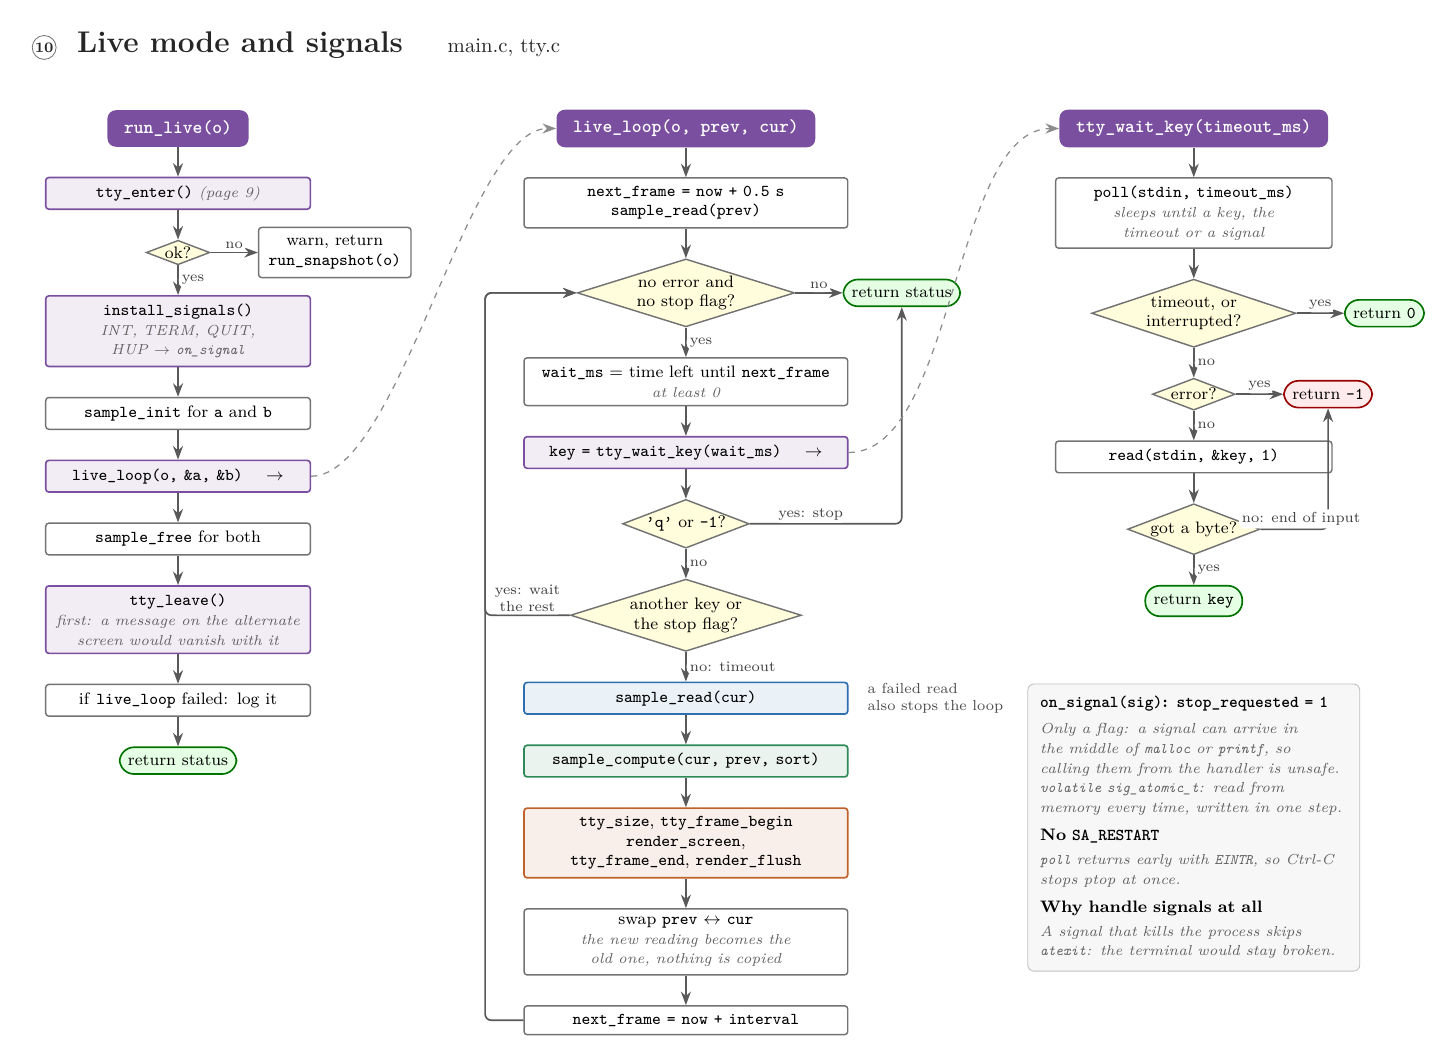 10 Live mode and signals main.c, tty.c
run_live(o)
tty_enter() (page 9)
ok?
no
warn, return
run_snapshot(o)
yes
install_signals()
INT, TERM, QUIT,
HUP → on_signal
sample_init for a and b
live_loop(o, &a, &b) →
sample_free for both
tty_leave()
first: a message on the alternate
screen would vanish with it
if live_loop failed: log it
return status
live_loop(o, prev, cur)
next_frame = now + 0.5 s
sample_read(prev)
no error and
no stop flag?
no
return status
yes
wait_ms = time left until next_frame
at least 0
key = tty_wait_key(wait_ms) →
'q' or -1?
yes: stop
no
another key or
the stop flag?
yes: wait
the rest
no: timeout
sample_read(cur)
a failed read
also stops the loop
sample_compute(cur, prev, sort)
tty_size, tty_frame_begin
render_screen,
tty_frame_end, render_flush
swap prev ↔ cur
the new reading becomes the
old one, nothing is copied
next_frame = now + interval
tty_wait_key(timeout_ms)
poll(stdin, timeout_ms)
sleeps until a key, the
timeout or a signal
timeout, or
interrupted?
yes
return 0
no
error?
yes
return -1
no
read(stdin, &key, 1)
got a byte?
no: end of input
yes
return key
on_signal(sig): stop_requested = 1
Only a flag: a signal can arrive in
the middle of malloc or printf, so
calling them from the handler is unsafe.
volatile sig_atomic_t: read from
memory every time, written in one step.
No SA_RESTART
poll returns early with EINTR, so Ctrl-C
stops ptop at once.
Why handle signals at all
A signal that kills the process skips
atexit: the terminal would stay broken.